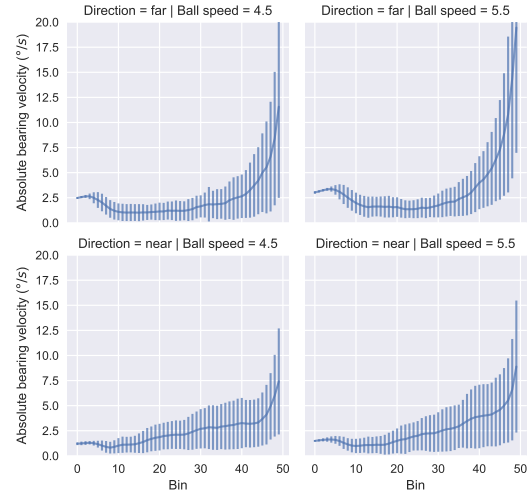 Direction = far | Ball speed = 4.5
Direction = far | Ball speed = 5.5
Absolute bearing velocity (°/s)
20.0
17.5
15.0
12.5
10.0
7.5
5.0
2.5
0.0
Direction = near | Ball speed = 4.5
Direction = near | Ball speed = 5.5
Absolute bearing velocity (°/s)
20.0
17.5
15.0
12.5
10.0
7.5
5.0
2.5
0.0
0 10 20 30 40 50
0 10 20 30 40 50
Bin
Bin